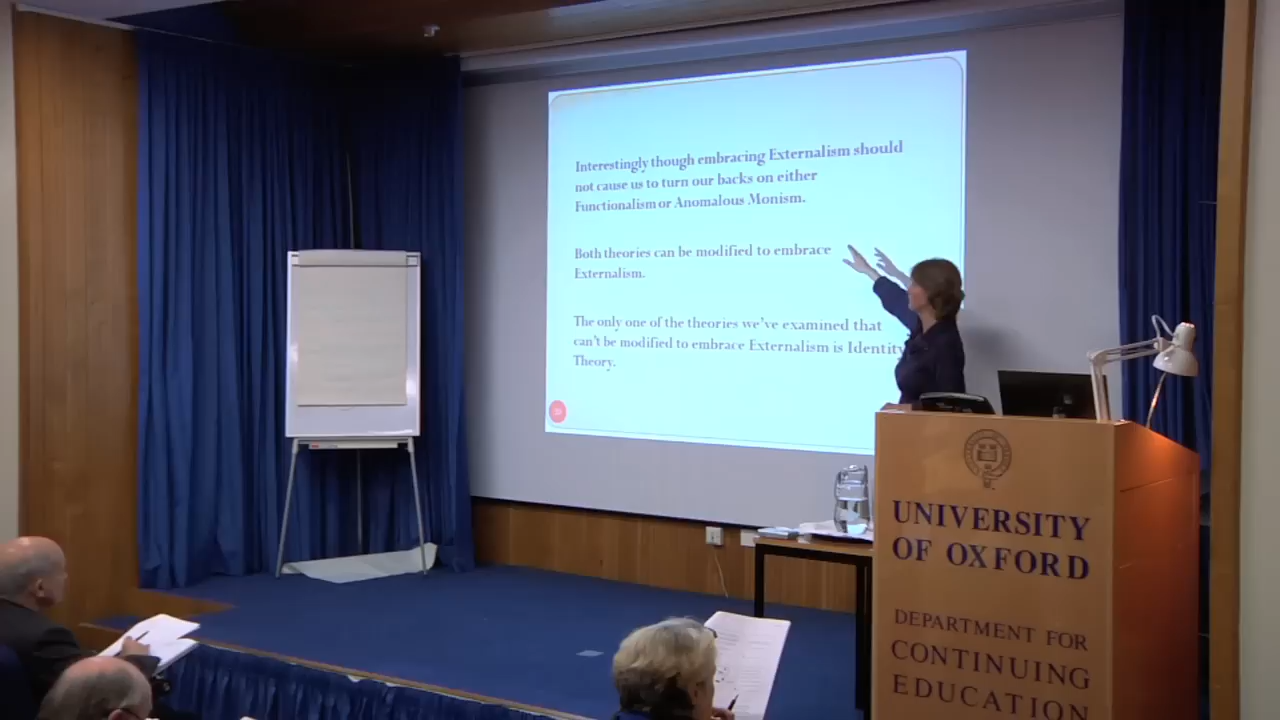 Interestingly though embracing Externalism should
not cause us to turn our backs on either
Functionalism or Anomalous Monism.
Both theories can be modified to embrace
Externalism.
The only one of the theories we've examined that
can't be modified to embrace Externalism is Identity
Theory.
UNIVERSITY
OF OXFORD
DEPARTMENT FOR
CONTINUING
EDUCATION